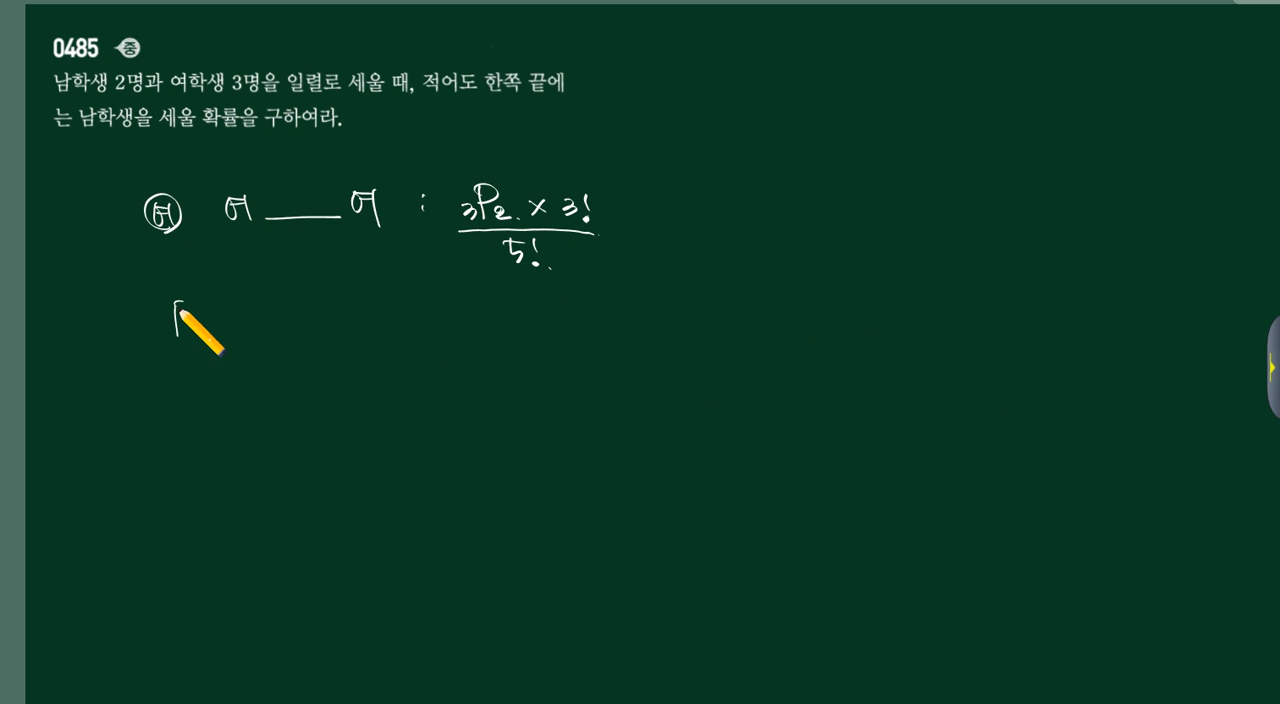 0485 중
남학생 2명과 여학생 3명을 일렬로 세울 때, 적어도 한쪽 끝에
는 남학생을 세울 확률을 구하여라.
여 ___ 여 : 3P2 × 3!
5!